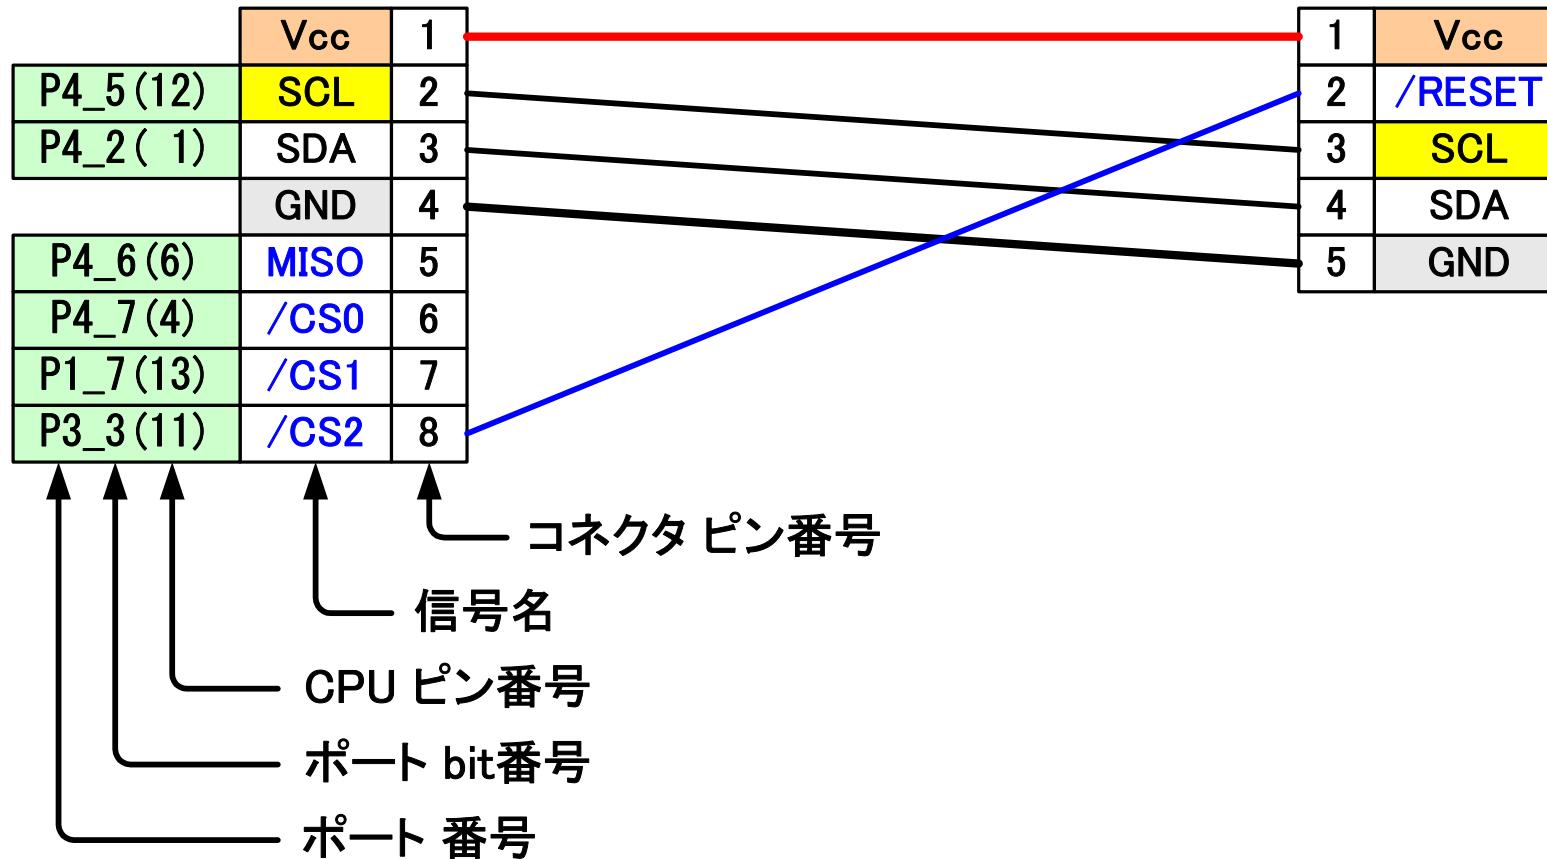 Vcc 1 1 Vcc
P4_5(12) SCL 2 2 /RESET
P4_2( 1) SDA 3 3 SCL
GND 4 4 SDA
P4_6(6) MISO 5 5 GND
P4_7(4) /CS0 6
P1_7(13) /CS1 7
P3_3(11) /CS2 8
コネクタ ピン番号
信号名
CPU ピン番号
ポート bit番号
ポート 番号